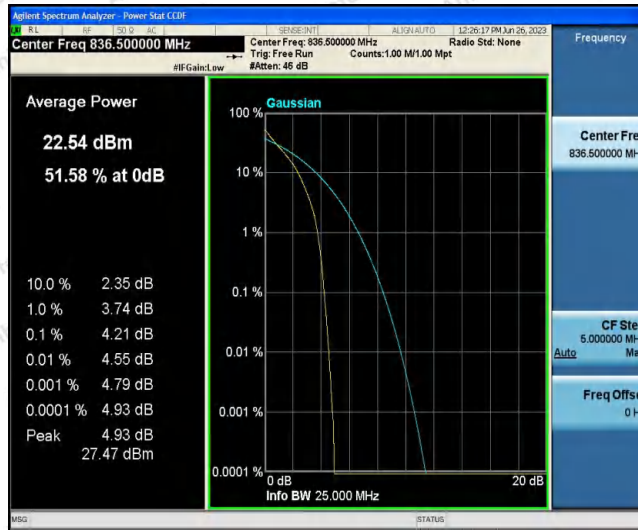 Agilent Spectrum Analyzer - Power Stat CCDF
RL RF 50 Ω AC SENSE:INT ALIGN AUTO 12:26:17 PM Jun 26, 2023
Center Freq 836.500000 MHz
Center Freq: 836.500000 MHz Radio Std: None
Trig: Free Run Counts:1.00 M/1.00 Mpt
#IFGain:Low #Atten: 46 dB
Frequency
Average Power
22.54 dBm
51.58 % at 0dB
10.0 % 2.35 dB
1.0 % 3.74 dB
0.1 % 4.21 dB
0.01 % 4.55 dB
0.001 % 4.79 dB
0.0001 % 4.93 dB
Peak 4.93 dB
27.47 dBm
Gaussian
100 %
10 %
1 %
0.1 %
0.01 %
0.001 %
0.0001 %
0 dB 20 dB
Info BW 25.000 MHz
Center Fre
836.500000 MH
CF Ste
5.000000 MH
Auto Ma
Freq Offse
0 H
MSG STATUS